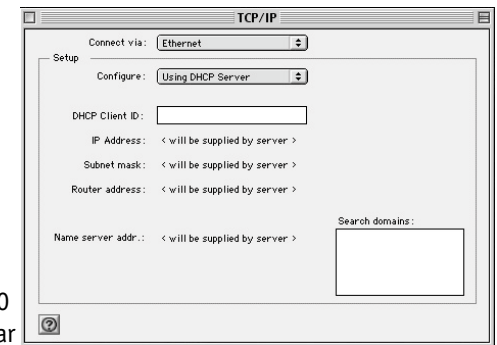 TCP/IP
Connect via: Ethernet
Setup
Configure: Using DHCP Server
DHCP Client ID:
IP Address: < will be supplied by server >
Subnet mask: < will be supplied by server >
Router address: < will be supplied by server >
Search domains:
Name server addr.: < will be supplied by server >
0
ar
?